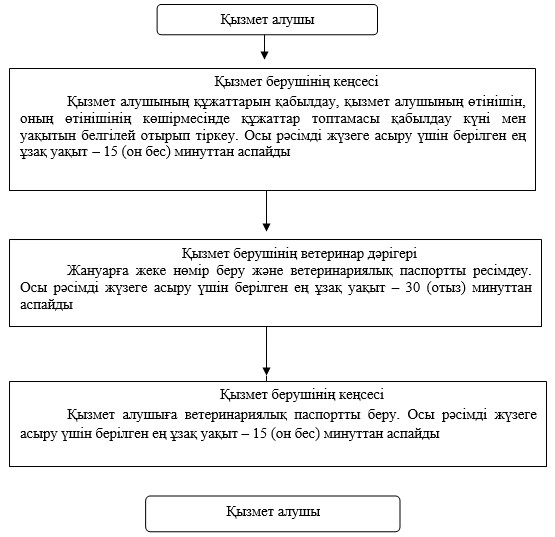 Қызмет алушы
Қызмет берушінің кеңсесі
Қызмет алушының құжаттарын қабылдау, қызмет алушының өтінішін,
оның өтінішінің көшірмесінде құжаттар топтамасы қабылдау күні мен
уақытын белгілей отырып тіркеу. Осы рәсімді жүзеге асыру үшін берілген ең
ұзақ уақыт – 15 (он бес) минуттан аспайды
Қызмет берушінің ветеринар дәрігері
Жануарға жеке нөмір беру және ветеринариялық паспортты ресімдеу.
Осы рәсімді жүзеге асыру үшін берілген ең ұзақ уақыт – 30 (отыз) минуттан
аспайды
Қызмет берушінің кеңсесі
Қызмет алушыға ветеринариялық паспортты беру. Осы рәсімді жүзеге
асыру үшін берілген ең ұзақ уақыт – 15 (он бес) минуттан аспайды
Қызмет алушы